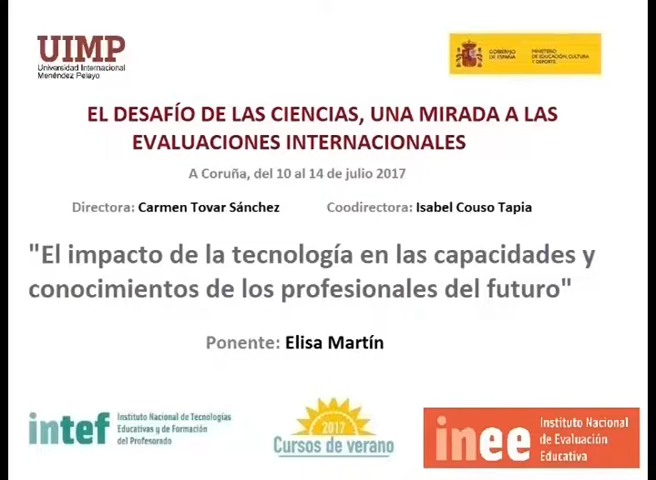 UIMP
Universidad Internacional
Menéndez Pelayo
GOBIERNO
DE ESPAÑA
MINISTERIO
DE EDUCACIÓN, CULTURA
Y DEPORTE
EL DESAFÍO DE LAS CIENCIAS, UNA MIRADA A LAS
EVALUACIONES INTERNACIONALES
A Coruña, del 10 al 14 de julio 2017
Directora: Carmen Tovar Sánchez
Coodirectora: Isabel Couso Tapia
"El impacto de la tecnología en las capacidades y
conocimientos de los profesionales del futuro"
Ponente: Elisa Martín
intef
Instituto Nacional de Tecnologías
Educativas y de Formación
del Profesorado
2017
Cursos de verano
inee
Instituto Nacional
de Evaluación
Educativa